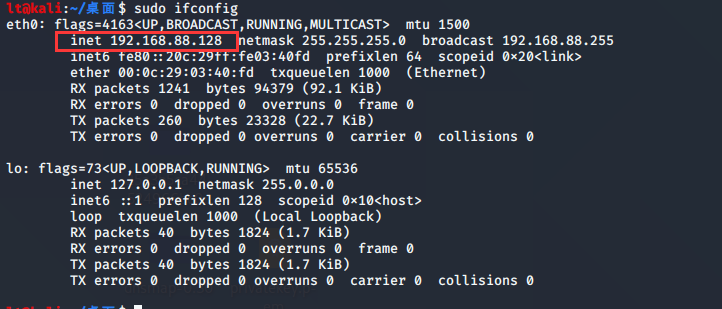 lt@kali:~/桌面$ sudo ifconfig
eth0: flags=4163<UP,BROADCAST,RUNNING,MULTICAST>  mtu 1500
        inet 192.168.88.128  netmask 255.255.255.0  broadcast 192.168.88.255
        inet6 fe80::20c:29ff:fe03:40fd  prefixlen 64  scopeid 0×20<link>
        ether 00:0c:29:03:40:fd  txqueuelen 1000  (Ethernet)
        RX packets 1241  bytes 94379 (92.1 KiB)
        RX errors 0  dropped 0  overruns 0  frame 0
        TX packets 260  bytes 23328 (22.7 KiB)
        TX errors 0  dropped 0 overruns 0  carrier 0  collisions 0

lo: flags=73<UP,LOOPBACK,RUNNING>  mtu 65536
        inet 127.0.0.1  netmask 255.0.0.0
        inet6 ::1  prefixlen 128  scopeid 0×10<host>
        loop  txqueuelen 1000  (Local Loopback)
        RX packets 40  bytes 1824 (1.7 KiB)
        RX errors 0  dropped 0  overruns 0  frame 0
        TX packets 40  bytes 1824 (1.7 KiB)
        TX errors 0  dropped 0 overruns 0  carrier 0  collisions 0

lt@kali:~/桌面$